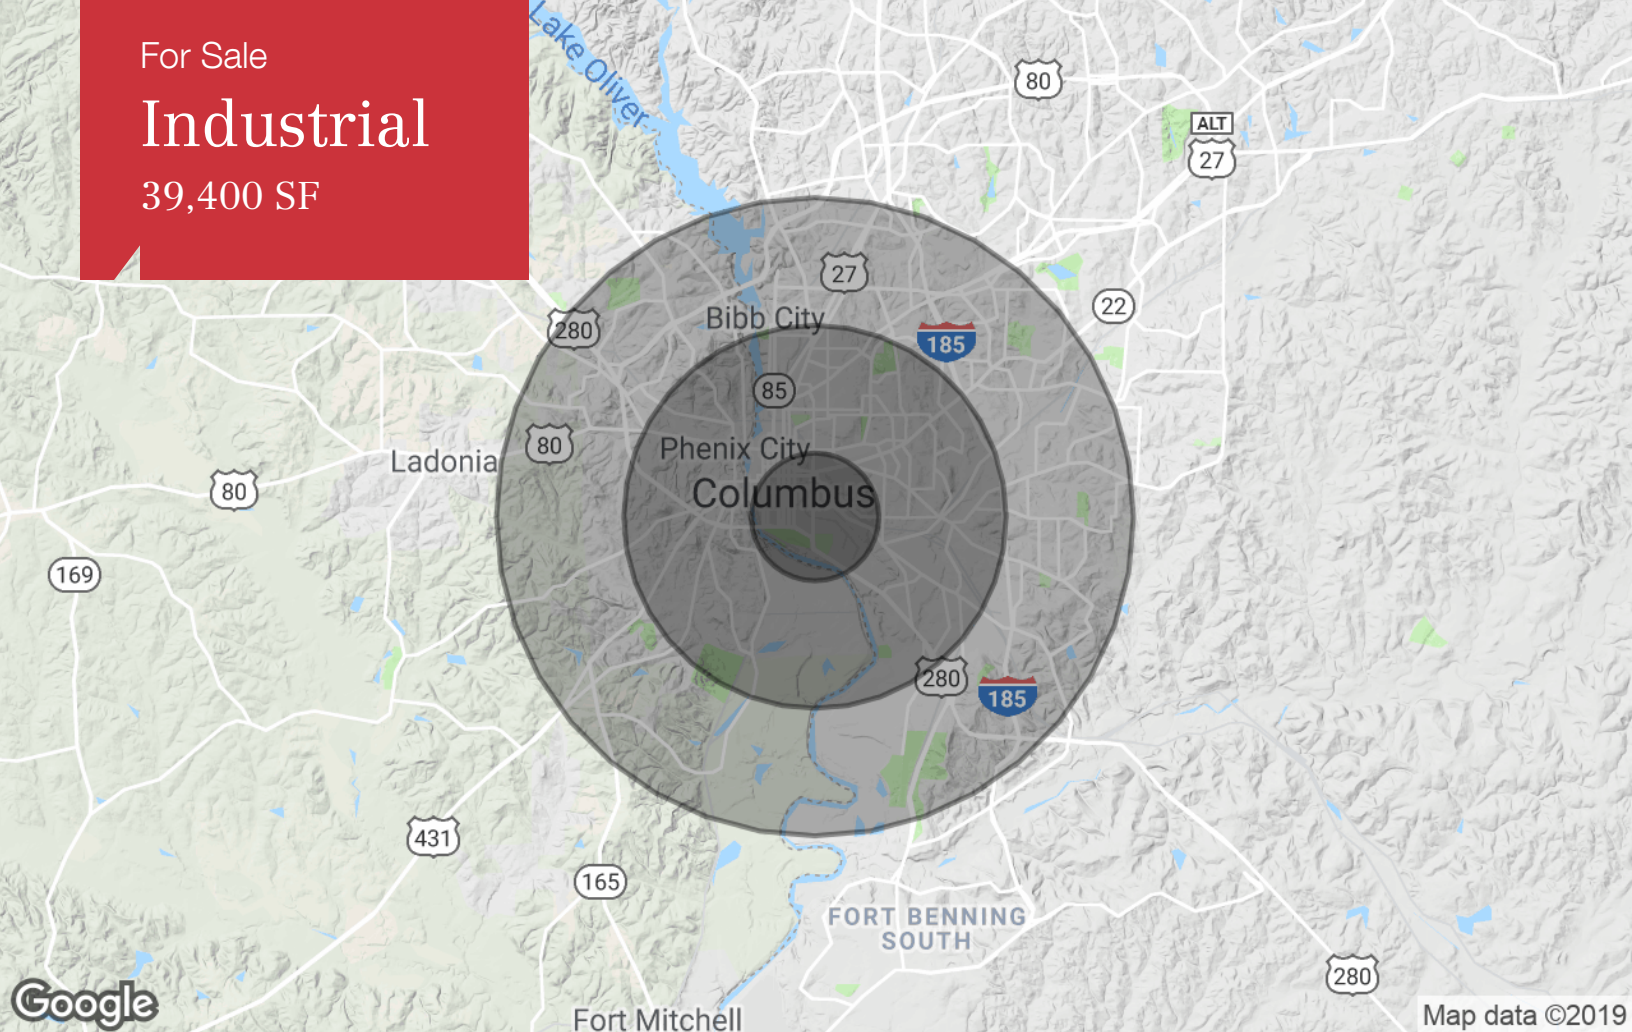 For Sale
Industrial
39,400 SF
Lake Oliver
80
ALT
27
27
22
280
Bibb City
185
85
80
Phenix City
Ladonia
Columbus
80
169
280
185
431
165
FORT BENNING
SOUTH
280
Google
Fort Mitchell
Map data ©2019